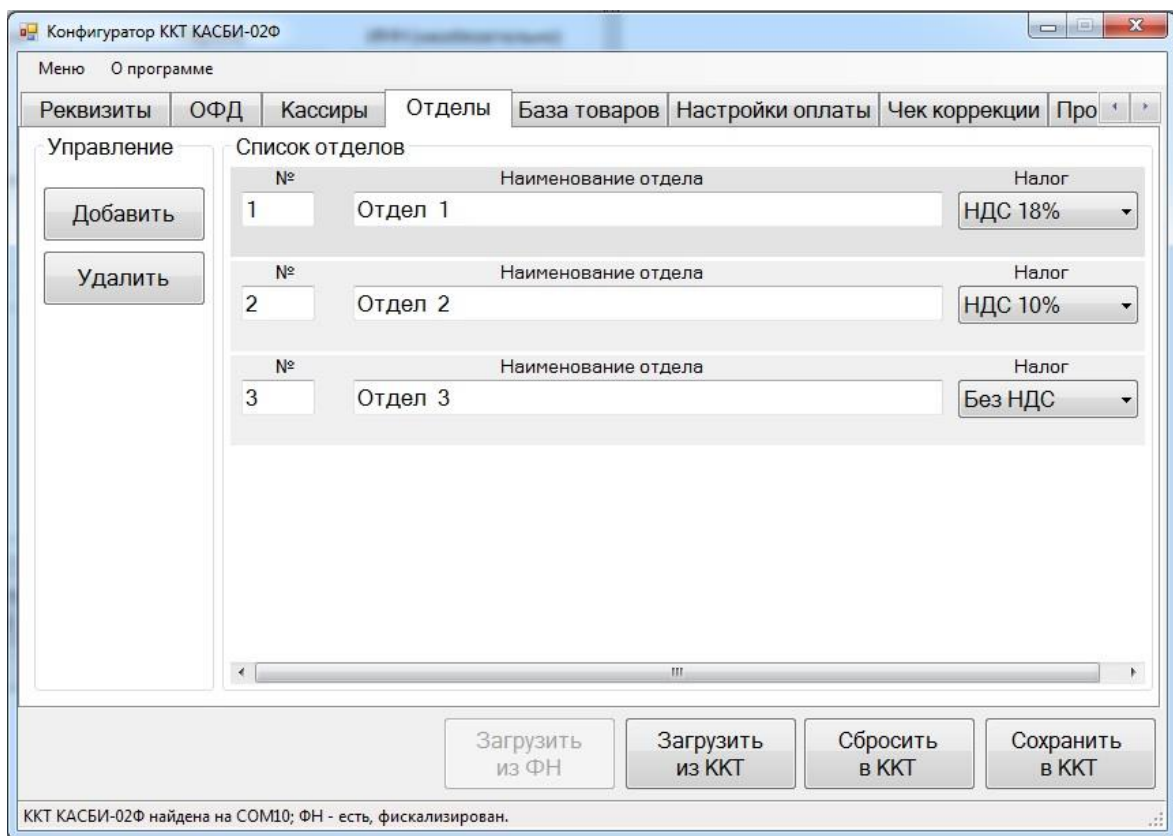 Конфигуратор ККТ КАСБИ-02Ф
Меню О программе
Реквизиты ОФД Кассиры Отделы База товаров Настройки оплаты Чек коррекции Про
Управление Список отделов
№ Наименование отдела Налог
Добавить 1 Отдел 1 НДС 18%
Удалить № Наименование отдела Налог
2 Отдел 2 НДС 10%
№ Наименование отдела Налог
3 Отдел 3 Без НДС
Загрузить из ФН
Загрузить из ККТ
Сбросить в ККТ
Сохранить в ККТ
ККТ КАСБИ-02Ф найдена на COM10; ФН - есть, фискализирован.